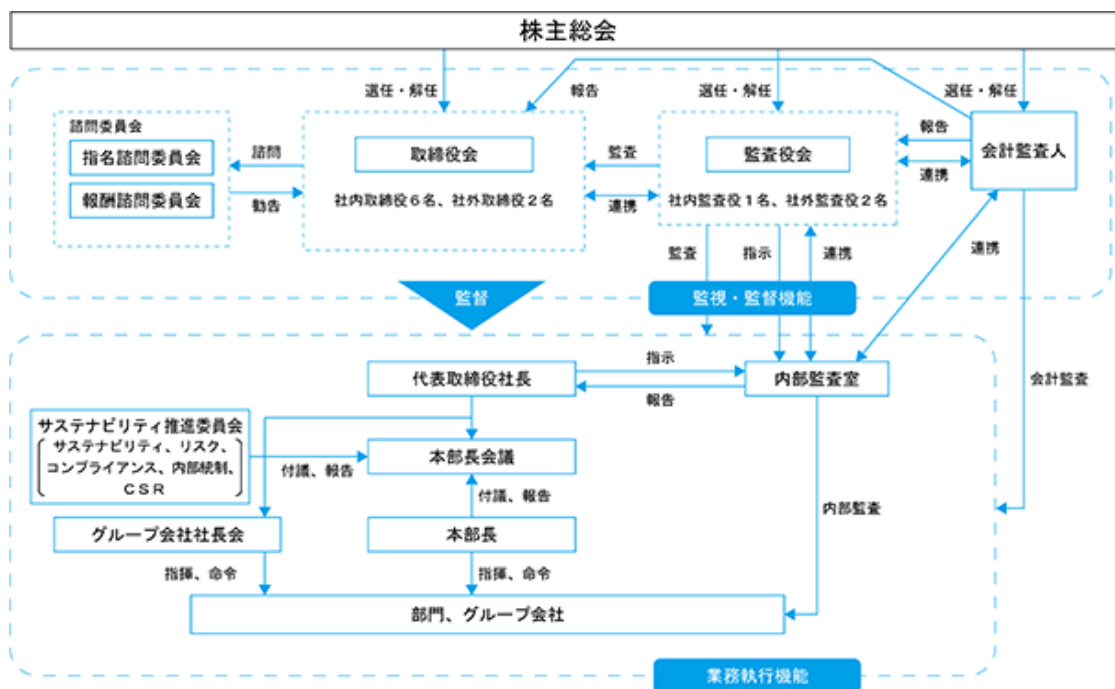 株主総会
選任・解任
報告
選任・解任
選任・解任
諮問委員会
指名諮問委員会
報酬諮問委員会
諮問
勧告
取締役会
社内取締役6名、社外取締役2名
監査
連携
監査役会
社内監査役1名、社外監査役2名
報告
連携
会計監査人
監査
指示
連携
連携
監督
監視・監督機能
代表取締役社長
指示
報告
内部監査室
会計監査
サステナビリティ推進委員会
サステナビリティ、リスク、
コンプライアンス、内部統制、
CSR
付議、報告
本部長会議
付議、報告
内部監査
グループ会社社長会
本部長
指揮、命令
指揮、命令
部門、グループ会社
業務執行機能